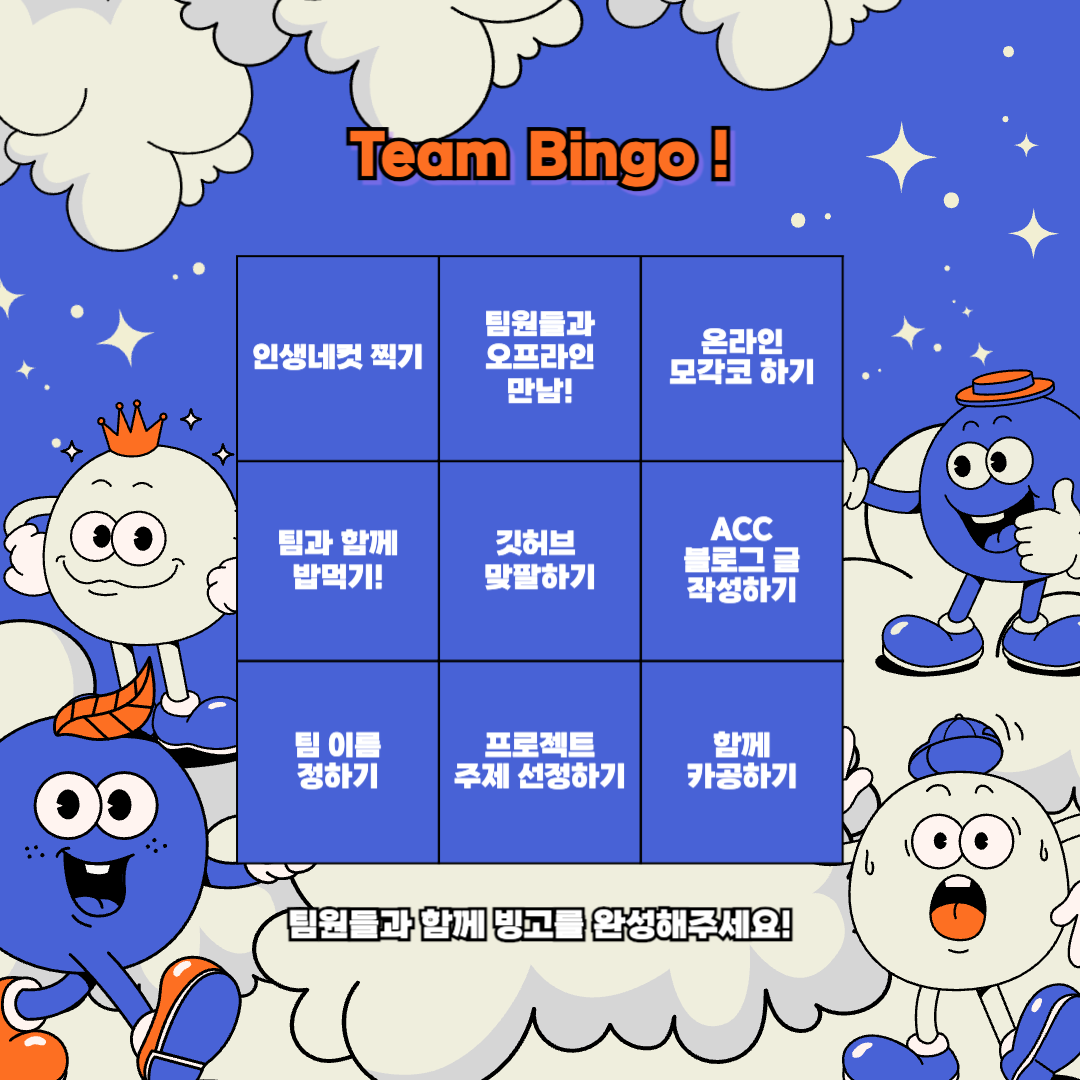 Team Bingo !
인생네컷 찍기
팀원들과
오프라인
만남!
온라인
모각코 하기
팀과 함께
밥먹기!
깃허브
맞팔하기
ACC
블로그 글
작성하기
팀 이름
정하기
프로젝트
주제 선정하기
함께
카공하기
팀원들과 함께 빙고를 완성해주세요!